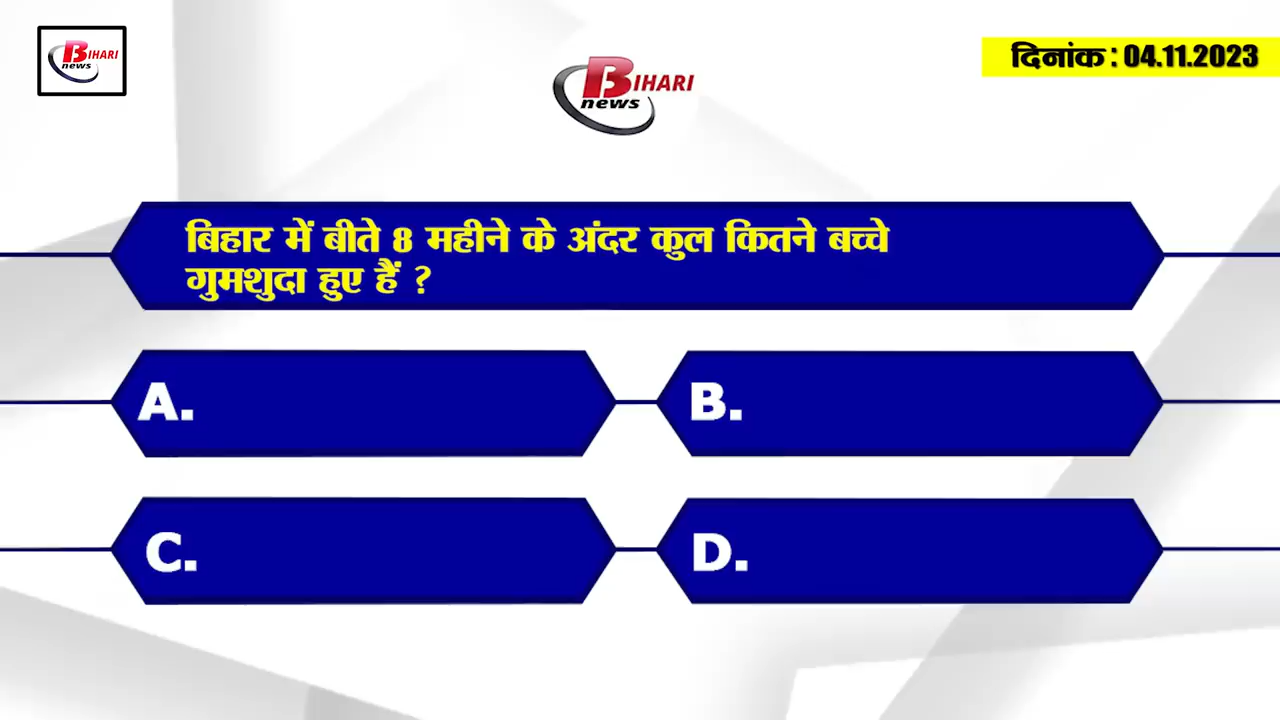 BIHARI
news
दिनांक : 04.11.2023
BIHARI
news
बिहार में बीते 8 महीने के अंदर कुल कितने बच्चे
गुमशुदा हुए हैं ?
A.
B.
C.
D.